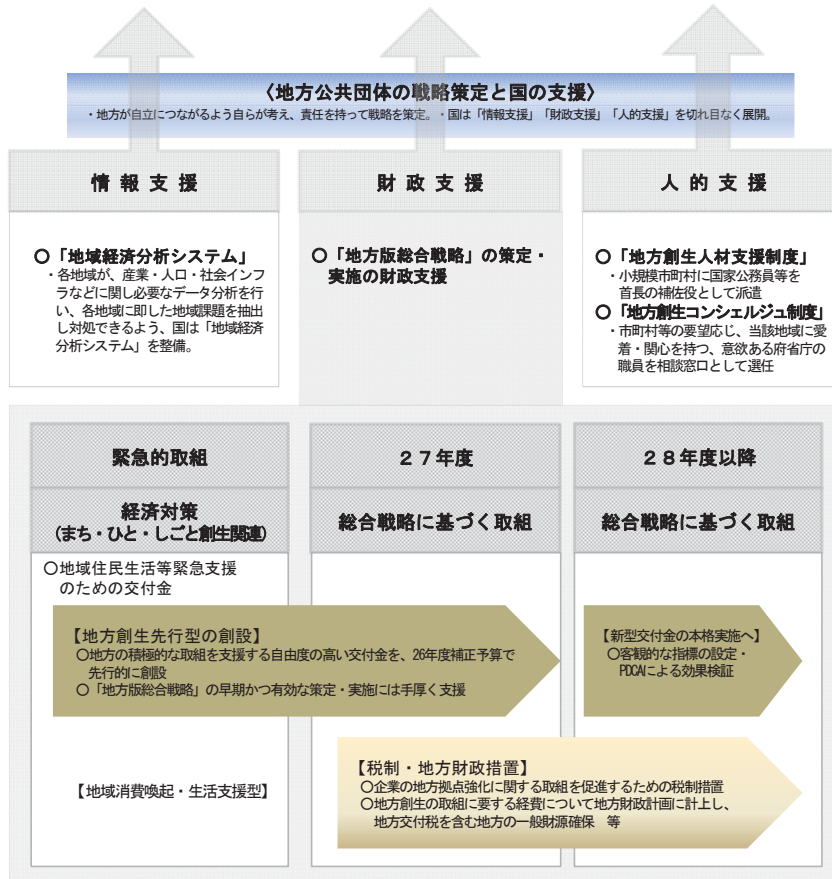 〈地方公共団体の戦略策定と国の支援〉
・地方が自立につながるよう自らが考え、責任を持って戦略を策定。・国は「情報支援」「財政支援」「人的支援」を切れ目なく展開。
情報支援
○「地域経済分析システム」
・各地域が、産業・人口・社会インフ
ラなどに関し必要なデータ分析を行
い、各地域に即した地域課題を抽出
し対処できるよう、国は「地域経済
分析システム」を整備。
財政支援
○「地方版総合戦略」の策定・
実施の財政支援
人的支援
○「地方創生人材支援制度」
・小規模市町村に国家公務員等を
首長の補佐役として派遣
○「地方創生コンシェルジュ制度」
・市町村等の要望応じ、当該地域に愛
着・関心を持つ、意欲ある府省庁の
職員を相談窓口として選任
緊急的取組
経済対策
(まち・ひと・しごと創生関連)
２７年度
総合戦略に基づく取組
２８年度以降
総合戦略に基づく取組
○地域住民生活等緊急支援
のための交付金
【地方創生先行型の創設】
○地方の積極的な取組を支援する自由度の高い交付金を、26年度補正予算で
先行的に創設
○「地方版総合戦略」の早期かつ有効な策定・実施には手厚く支援
【新型交付金の本格実施へ】
○客観的な指標の設定・
PDCAによる効果検証
【地域消費喚起・生活支援型】
【税制・地方財政措置】
○企業の地方拠点強化に関する取組を促進するための税制措置
○地方創生の取組に要する経費について地方財政計画に計上し、
地方交付税を含む地方の一般財源確保　等